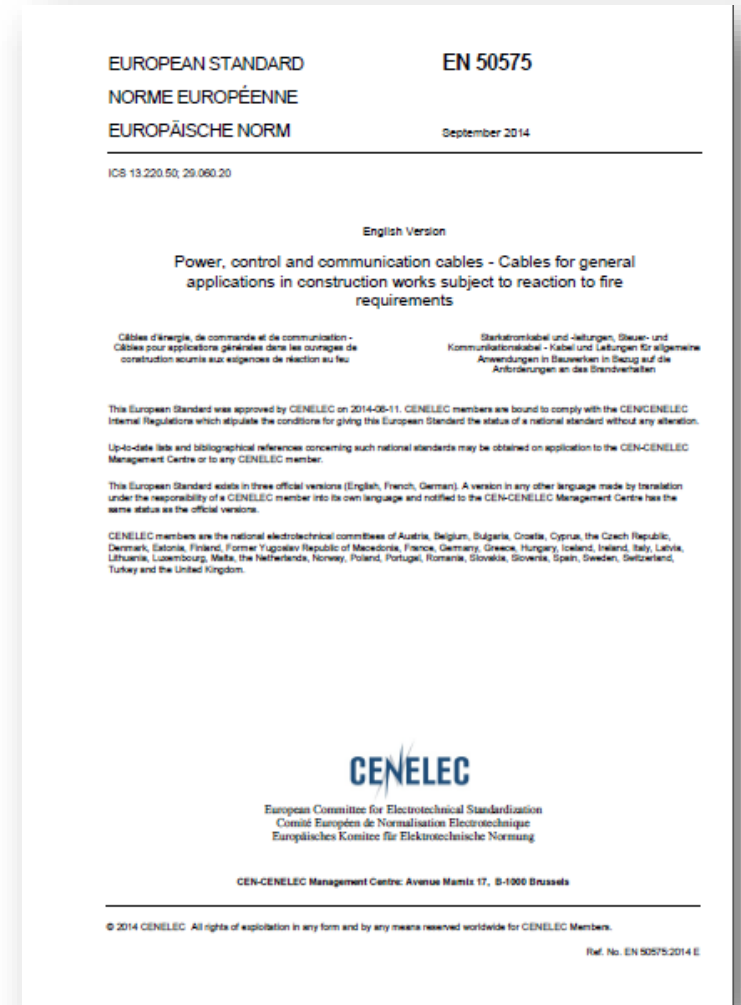 EUROPEAN STANDARD
EN 50575
NORME EUROPÉENNE
EUROPÄISCHE NORM
September 2014
ICS 13.220.50; 29.060.20
English Version
Power, control and communication cables - Cables for general
applications in construction works subject to reaction to fire
requirements
Câbles d'énergie, de commande et de communication -
Câbles pour applications générales dans les ouvrages de
construction soumis aux exigences de réaction au feu
Starkstromkabel und -leitungen, Steuer- und
Kommunikationskabel - Kabel und Leitungen für allgemeine
Anwendungen in Bauwerken in Bezug auf die
Anforderungen an das Brandverhalten
This European Standard was approved by CENELEC on 2014-08-11. CENELEC members are bound to comply with the CEN/CENELEC
Internal Regulations which stipulate the conditions for giving this European Standard the status of a national standard without any alteration.
Up-to-date lists and bibliographical references concerning such national standards may be obtained on application to the CEN-CENELEC
Management Centre or to any CENELEC member.
This European Standard exists in three official versions (English, French, German). A version in any other language made by translation
under the responsibility of a CENELEC member into its own language and notified to the CEN-CENELEC Management Centre has the
same status as the official versions.
CENELEC members are the national electrotechnical committees of Austria, Belgium, Bulgaria, Croatia, Cyprus, the Czech Republic,
Denmark, Estonia, Finland, Former Yugoslav Republic of Macedonia, France, Germany, Greece, Hungary, Iceland, Ireland, Italy, Latvia,
Lithuania, Luxembourg, Malta, the Netherlands, Norway, Poland, Portugal, Romania, Slovakia, Slovenia, Spain, Sweden, Switzerland,
Turkey and the United Kingdom.
CENELEC
European Committee for Electrotechnical Standardization
Comité Européen de Normalisation Electrotechnique
Europäisches Komitee für Elektrotechnische Normung
CEN-CENELEC Management Centre: Avenue Marnix 17, B-1000 Brussels
© 2014 CENELEC All rights of exploitation in any form and by any means reserved worldwide for CENELEC Members.
Ref. No. EN 50575:2014 E